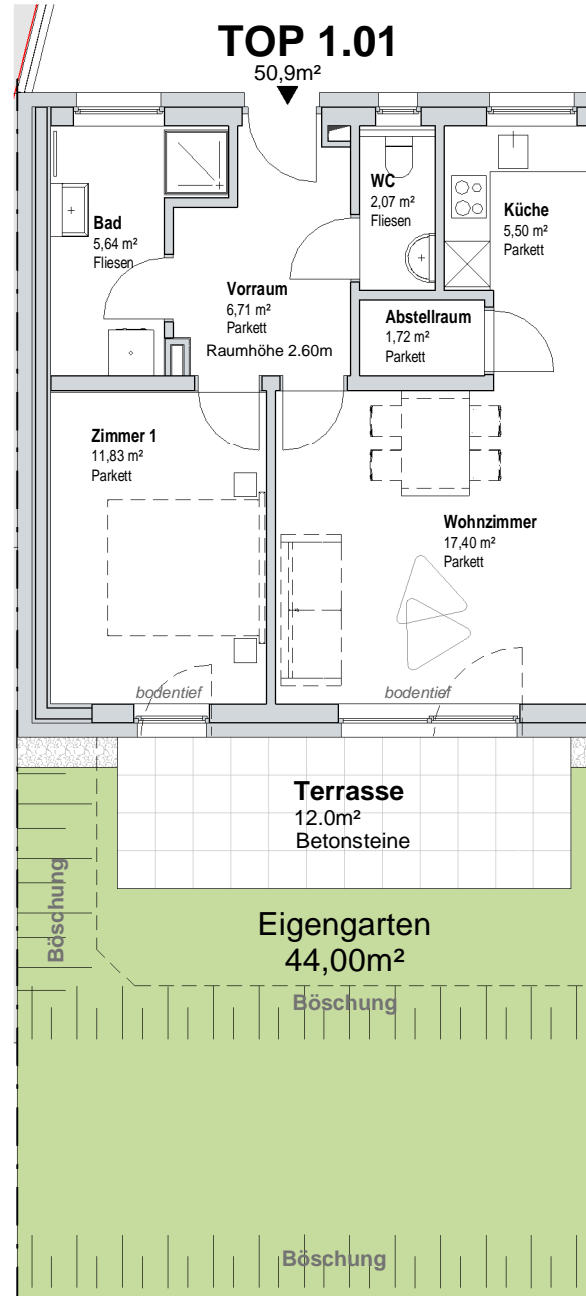 TOP 1.01
50,9m²
WC
2,07 m²
Fliesen
Küche
5,50 m²
Parkett
Bad
5,64 m²
Fliesen
Vorraum
6,71 m²
Parkett
Raumhöhe 2.60m
Abstellraum
1,72 m²
Parkett
Zimmer 1
11,83 m²
Parkett
Wohnzimmer
17,40 m²
Parkett
bodentief
bodentief
Terrasse
12.0m²
Betonsteine
Böschung
Eigengarten
44,00m²
Böschung
Böschung